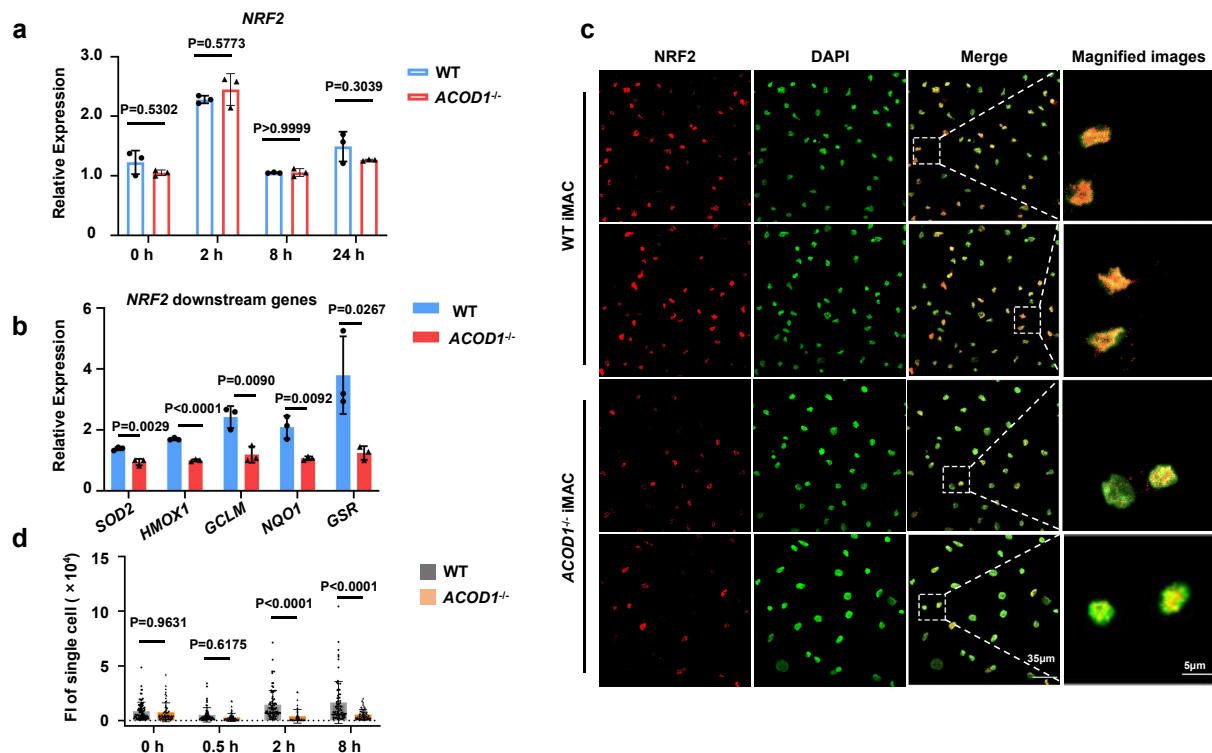 a
NRF2
P=0.5773
P=0.5302
P>0.9999
P=0.3039
Relative Expression
3.0
2.0
1.0
0
0 h 2 h 8 h 24 h
WT
ACOD1-/-
b
NRF2 downstream genes
P=0.0267
P=0.0090
P<0.0001
P=0.0092
P=0.0029
Relative Expression
6
4
2
0
SOD2 HMOX1 GCLM NQO1 GSR
WT
ACOD1-/-
d
P<0.0001
P<0.0001
P=0.9631
P=0.6175
FI of single cell ( ×10⁴)
15
10
5
0
0 h 0.5 h 2 h 8 h
WT
ACOD1-/-
c
NRF2 DAPI Merge Magnified images
WT iMAC
ACOD1-/- iMAC
35μm
5μm